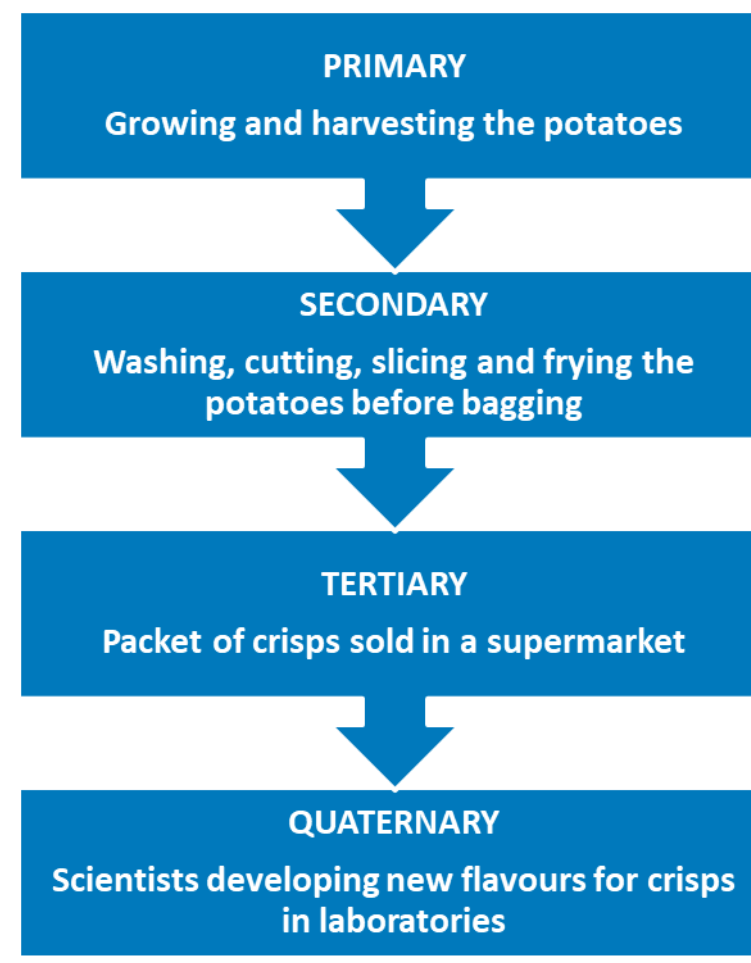 PRIMARY
Growing and harvesting the potatoes
SECONDARY
Washing, cutting, slicing and frying the
potatoes before bagging
TERTIARY
Packet of crisps sold in a supermarket
QUATERNARY
Scientists developing new flavours for crisps
in laboratories